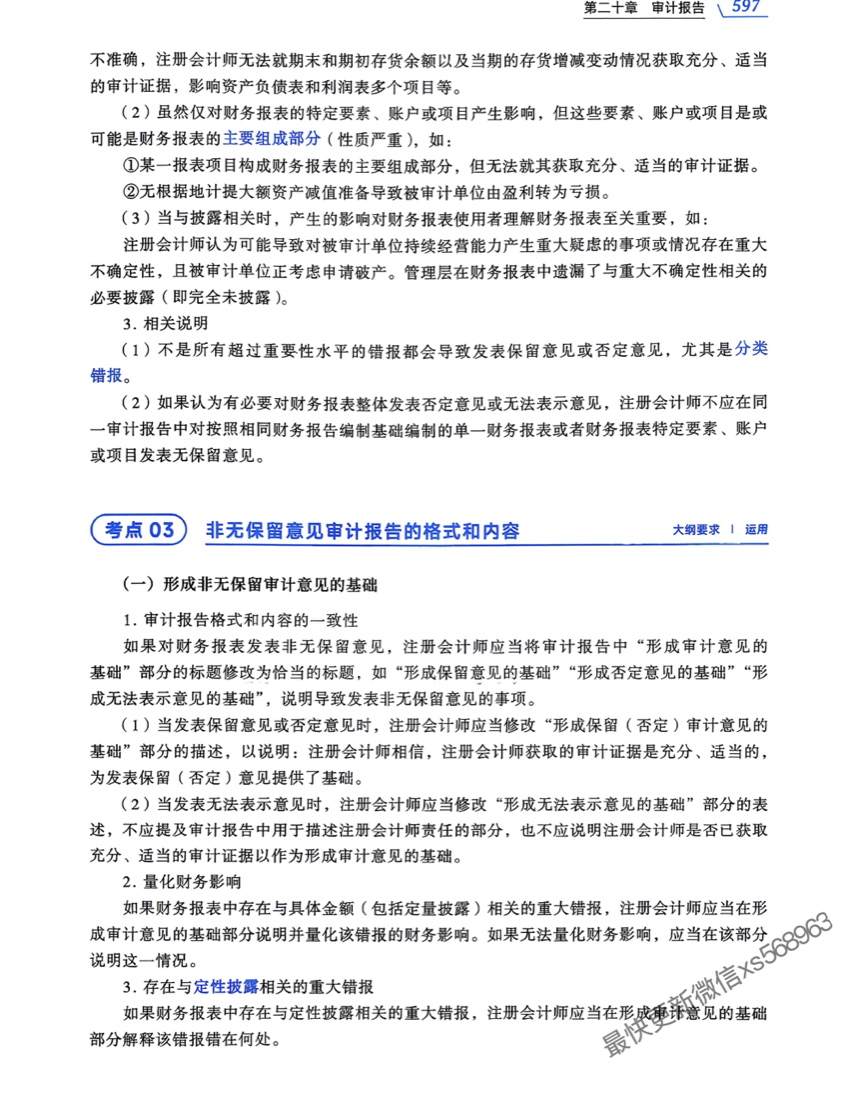 第二十章 审计报告 597
不准确，注册会计师无法就期末和期初存货余额以及当期的存货增减变动情况获取充分、适当
的审计证据，影响资产负债表和利润表多个项目等。
（2）虽然仅对财务报表的特定要素、账户或项目产生影响，但这些要素、账户或项目是或
可能是财务报表的主要组成部分（性质严重），如：
①某一报表项目构成财务报表的主要组成部分，但无法就其获取充分、适当的审计证据。
②无根据地计提大额资产减值准备导致被审计单位由盈利转为亏损。
（3）当与披露相关时，产生的影响对财务报表使用者理解财务报表至关重要，如：
注册会计师认为可能导致对被审计单位持续经营能力产生重大疑虑的事项或情况存在重大
不确定性，且被审计单位正考虑申请破产。管理层在财务报表中遗漏了与重大不确定性相关的
必要披露（即完全未披露）。
3. 相关说明
（1）不是所有超过重要性水平的错报都会导致发表保留意见或否定意见，尤其是分类
错报。
（2）如果认为有必要对财务报表整体发表否定意见或无法表示意见，注册会计师不应在同
一审计报告中对按照相同财务报告编制基础编制的单一财务报表或者财务报表特定要素、账户
或项目发表无保留意见。
考点 03 非无保留意见审计报告的格式和内容 大纲要求 | 运用
（一）形成非无保留审计意见的基础
1. 审计报告格式和内容的一致性
如果对财务报表发表非无保留意见，注册会计师应当将审计报告中“形成审计意见的
基础”部分的标题修改为恰当的标题，如“形成保留意见的基础”“形成否定意见的基础”“形
成无法表示意见的基础”，说明导致发表非无保留意见的事项。
（1）当发表保留意见或否定意见时，注册会计师应当修改“形成保留（否定）审计意见的
基础”部分的描述，以说明：注册会计师相信，注册会计师获取的审计证据是充分、适当的，
为发表保留（否定）意见提供了基础。
（2）当发表无法表示意见时，注册会计师应当修改“形成无法表示意见的基础”部分的表
述，不应提及审计报告中用于描述注册会计师责任的部分，也不应说明注册会计师是否已获取
充分、适当的审计证据以作为形成审计意见的基础。
2. 量化财务影响
如果财务报表中存在与具体金额（包括定量披露）相关的重大错报，注册会计师应当在形
成审计意见的基础部分说明并量化该错报的财务影响。如果无法量化财务影响，应当在该部分
说明这一情况。
3. 存在与定性披露相关的重大错报
如果财务报表中存在与定性披露相关的重大错报，注册会计师应当在形成审计意见的基础
部分解释该错报错在何处。
最快更新微信xs568963